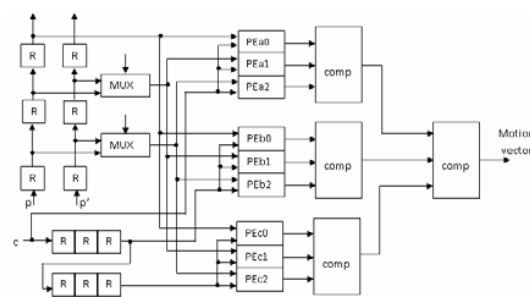 R R
PEa0
PEa1
PEa2
comp
MUX
R R
MUX
PEb0
PEb1
PEb2
comp
comp
Motion
vector
R R
p p'
c
R R R
PEc0
PEc1
PEc2
comp
R R R